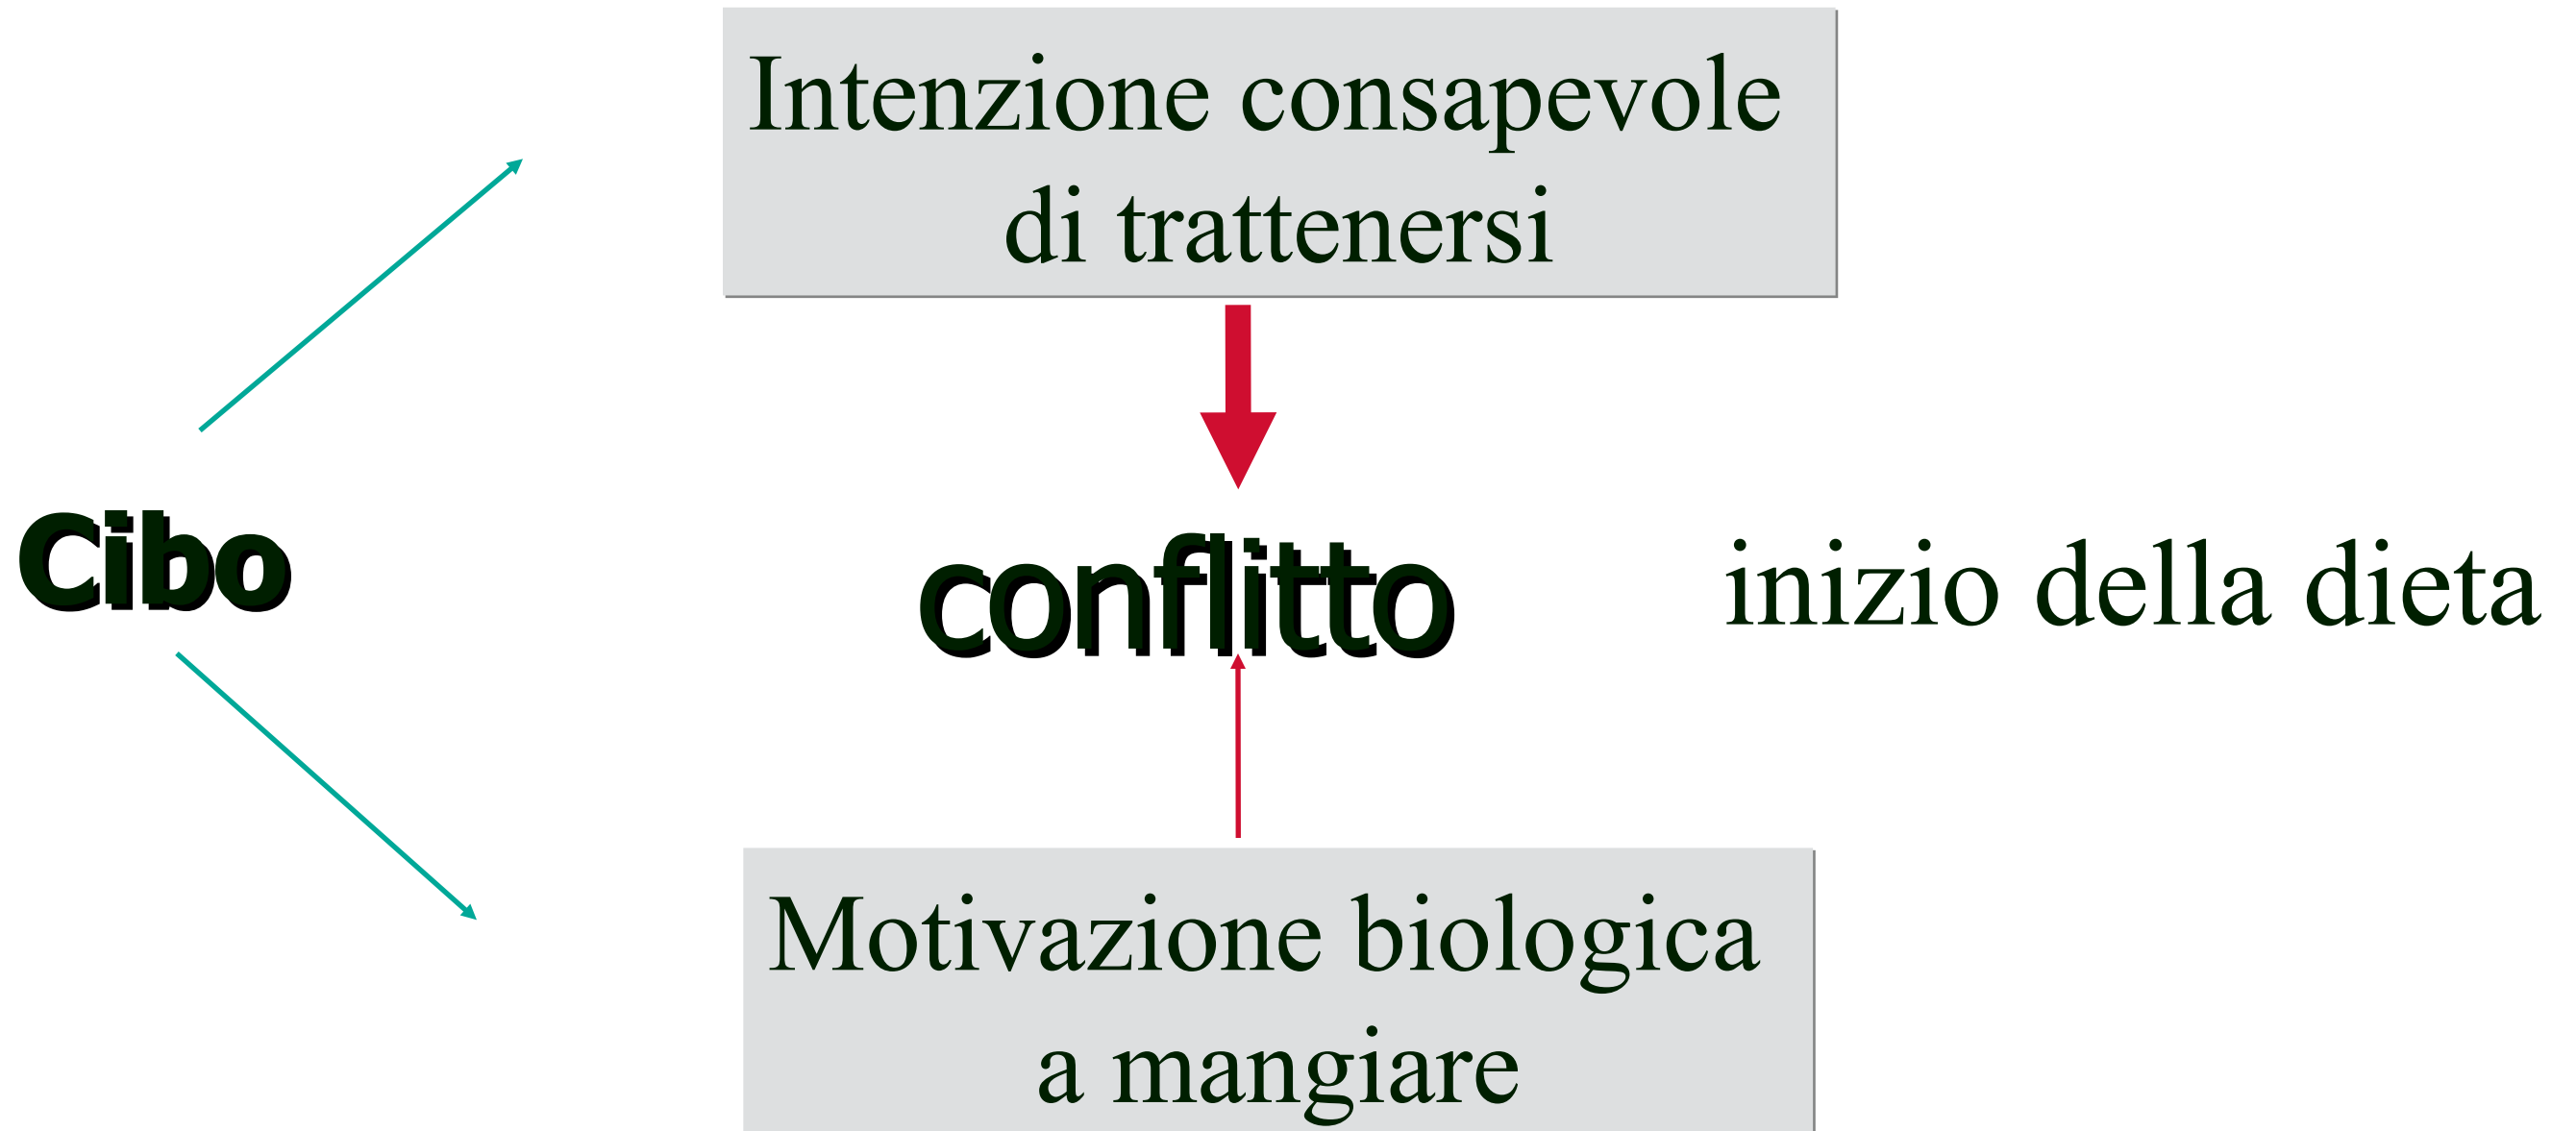 Intenzione consapevole
di trattenersi
Cibo
conflitto
inizio della dieta
Motivazione biologica
a mangiare